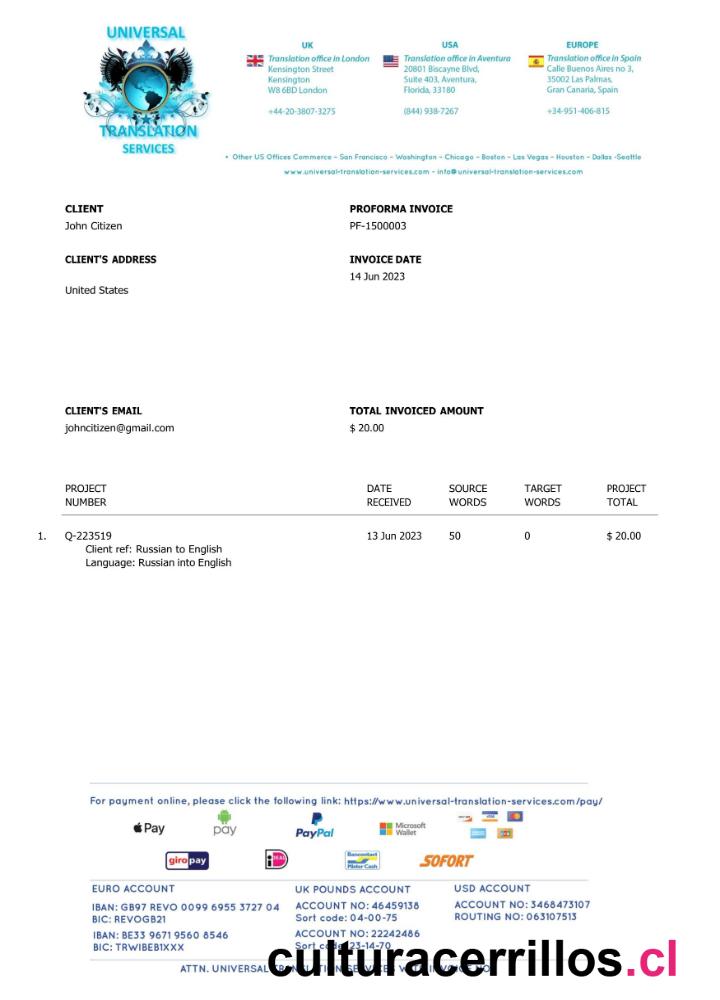 UNIVERSAL
TRANSLATION
SERVICES
UK
Translation office in London
Kensington Street
Kensington
W8 6BD London
+44-20-3807-3275
USA
Translation office in Aventura
20801 Biscayne Blvd,
Suite 403, Aventura,
Florida, 33180
(844) 938-7267
EUROPE
Translation office in Spain
Calle Buenos Aires no 3,
35002 Las Palmas,
Gran Canaria, Spain
+34-951-406-815
• Other US Offices Commerce - San Francisco - Washington - Chicago - Boston - Las Vegas - Houston - Dallas -Seattle
www.universal-translation-services.com - info@universal-translation-services.com
CLIENT
John Citizen
PROFORMA INVOICE
PF-1500003
CLIENT'S ADDRESS
United States
INVOICE DATE
14 Jun 2023
CLIENT'S EMAIL
johncitizen@gmail.com
TOTAL INVOICED AMOUNT
$ 20.00
PROJECT NUMBER DATE RECEIVED SOURCE WORDS TARGET WORDS PROJECT TOTAL
1. Q-223519 13 Jun 2023 50 0 $ 20.00
Client ref: Russian to English
Language: Russian into English
For payment online, please click the following link: https://www.universal-translation-services.com/pay/
Pay
pay
PayPal
Microsoft
Wallet
giropay
iDEAL
Bancontact
Mister Cash
SOFORT
EURO ACCOUNT
IBAN: GB97 REVO 0099 6955 3727 04
BIC: REVOGB21
IBAN: BE33 9671 9560 8546
BIC: TRWIBEB1XXX
UK POUNDS ACCOUNT
ACCOUNT NO: 46459138
Sort code: 04-00-75
ACCOUNT NO: 22242486
Sort code: 23-14-70
USD ACCOUNT
ACCOUNT NO: 3468473107
ROUTING NO: 063107513
ATTN. UNIVERSAL TRANSLATION SERVICES
culturacerrillos.cl